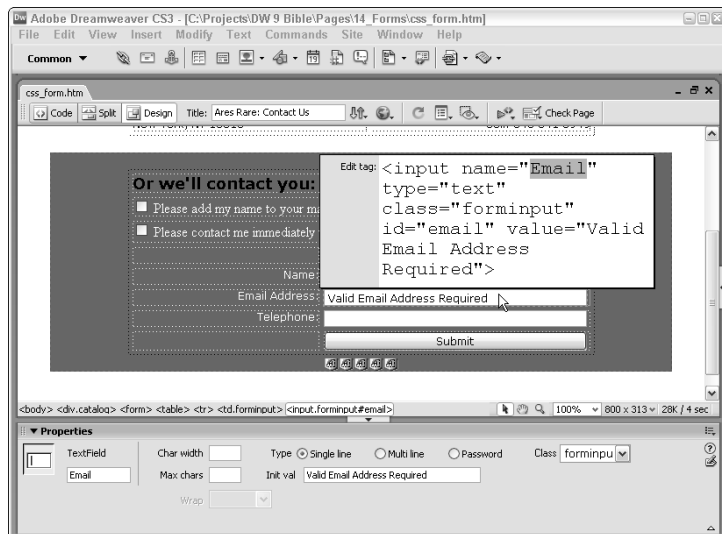 Adobe Dreamweaver CS3 - [C:\Projects\DW 9 Bible\Pages\14_Forms\css_form.htm]
File Edit View Insert Modify Text Commands Site Window Help
Common
css_form.htm
Code Split Design Title: Ares Rare: Contact Us Check Page
Or we'll contact you:
Please add my name to your
Please contact me immediately
Edit tag: <input name="Email"
type="text"
class="forminput"
id="email" value="Valid
Email Address
Required">
Name:
Email Address: Valid Email Address Required
Telephone:
Submit
<body> <div.catalog> <form> <table> <tr> <td.forminput> <input.forminput#email> 100% 800 x 313 28K / 4 sec
Properties
TextField Char width Type Single line Multi line Password Class forminpu
Email Max chars Init val Valid Email Address Required
Wrap